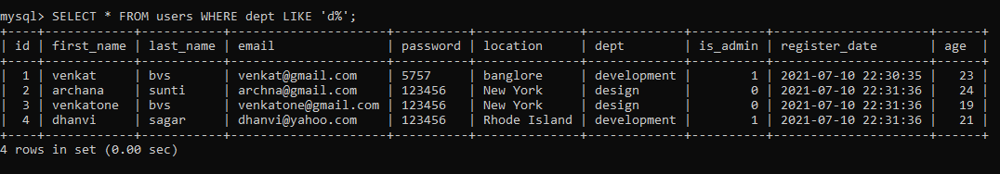 mysql> SELECT * FROM users WHERE dept LIKE 'd%';
+----+------------+-----------+---------------------+----------+--------------+-------------+----------+---------------------+------+
| id | first_name | last_name | email               | password | location     | dept        | is_admin | register_date       | age  |
+----+------------+-----------+---------------------+----------+--------------+-------------+----------+---------------------+------+
|  1 | venkat     | bvs       | venkat@gmail.com    | 5757     | banglore     | development |        1 | 2021-07-10 22:30:35 |   23 |
|  2 | archana    | sunti     | archna@gmail.com    | 123456   | New York     | design      |        0 | 2021-07-10 22:31:36 |   24 |
|  3 | venkatone  | bvs       | venkatone@gmail.com | 123456   | New York     | design      |        0 | 2021-07-10 22:31:36 |   19 |
|  4 | dhanvi     | sagar     | dhanvi@yahoo.com    | 123456   | Rhode Island | development |        1 | 2021-07-10 22:31:36 |   21 |
+----+------------+-----------+---------------------+----------+--------------+-------------+----------+---------------------+------+
4 rows in set (0.00 sec)